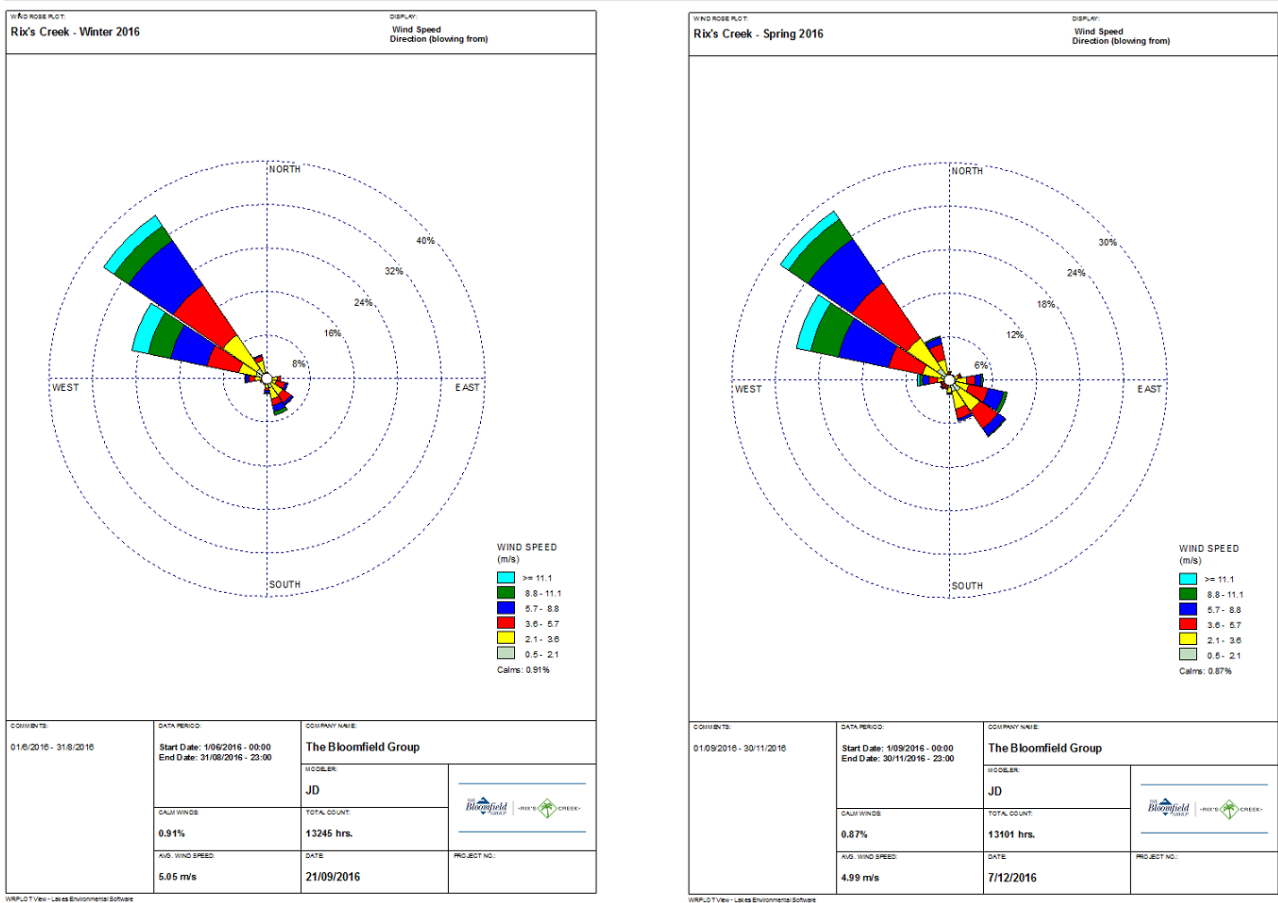 WIND ROSE PLOT:
Rix's Creek - Winter 2016
DISPLAY:
Wind Speed
Direction (blowing from)
NORTH
40%
32%
24%
16%
8%
WEST
EAST
SOUTH
WIND SPEED
(m/s)
>= 11.1
8.8 - 11.1
5.7 - 8.8
3.6 - 5.7
2.1 - 3.6
0.5 - 2.1
Calms: 0.91%
COMMENTS:
01/6/2016 - 31/8/2016
DATA PERIOD:
Start Date: 1/06/2016 - 00:00
End Date: 31/08/2016 - 23:00
COMPANY NAME:
The Bloomfield Group
MODELER:
JD
CALM WINDS:
0.91%
TOTAL COUNT:
13245 hrs.
THE
Bloomfield
GROUP
-RIX'S CREEK-
AVG. WIND SPEED:
5.05 m/s
DATE:
21/09/2016
PROJECT NO.:
WRPLOT View - Lakes Environmental Software
WIND ROSE PLOT:
Rix's Creek - Spring 2016
DISPLAY:
Wind Speed
Direction (blowing from)
NORTH
30%
24%
18%
12%
6%
WEST
EAST
SOUTH
WIND SPEED
(m/s)
>= 11.1
8.8 - 11.1
5.7 - 8.8
3.6 - 5.7
2.1 - 3.6
0.5 - 2.1
Calms: 0.87%
COMMENTS:
01/09/2016 - 30/11/2016
DATA PERIOD:
Start Date: 1/09/2016 - 00:00
End Date: 30/11/2016 - 23:00
COMPANY NAME:
The Bloomfield Group
MODELER:
JD
CALM WINDS:
0.87%
TOTAL COUNT:
13101 hrs.
THE
Bloomfield
GROUP
-RIX'S CREEK-
AVG. WIND SPEED:
4.99 m/s
DATE:
7/12/2016
PROJECT NO.:
WRPLOT View - Lakes Environmental Software